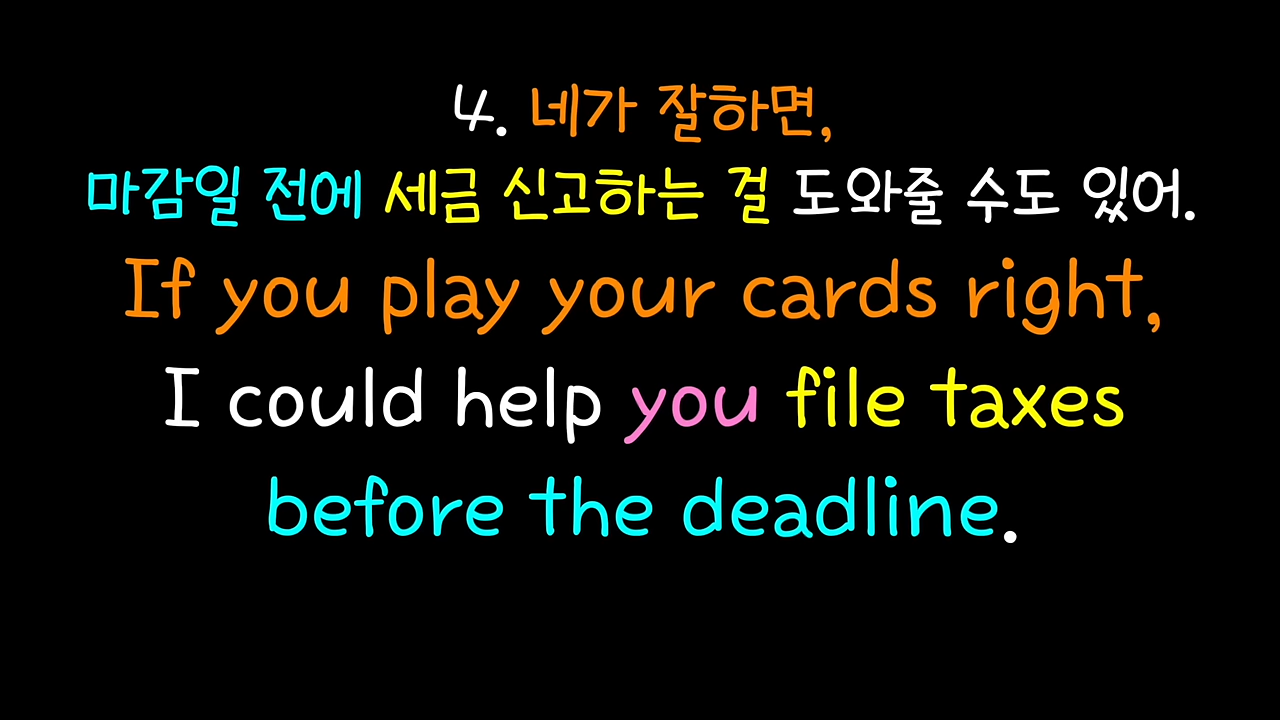 4. 네가 잘하면,
마감일 전에 세금 신고하는 걸 도와줄 수도 있어.
If you play your cards right,
I could help you file taxes
before the deadline.